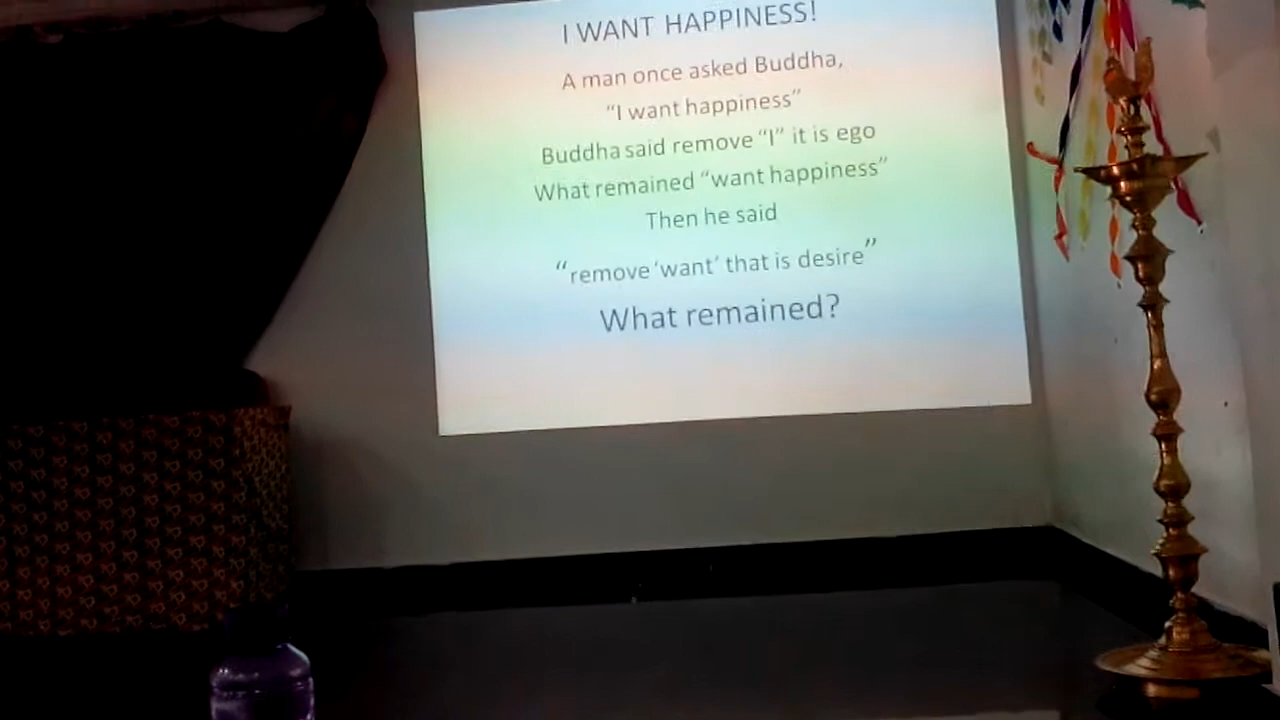 I WANT HAPPINESS!
A man once asked Buddha,
“I want happiness”
Buddha said remove “I” it is ego
What remained “want happiness”
Then he said
“remove ‘want’ that is desire”
What remained?